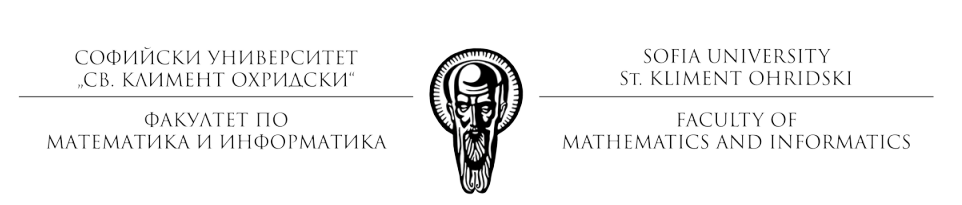 СОФИЙСКИ УНИВЕРСИТЕТ
„СВ. КЛИМЕНТ ОХРИДСКИ“
ФАКУЛТЕТ ПО
МАТЕМАТИКА И ИНФОРМАТИКА
SOFIA UNIVERSITY
St. KLIMENT OHRIDSKI
FACULTY OF
MATHEMATICS AND INFORMATICS